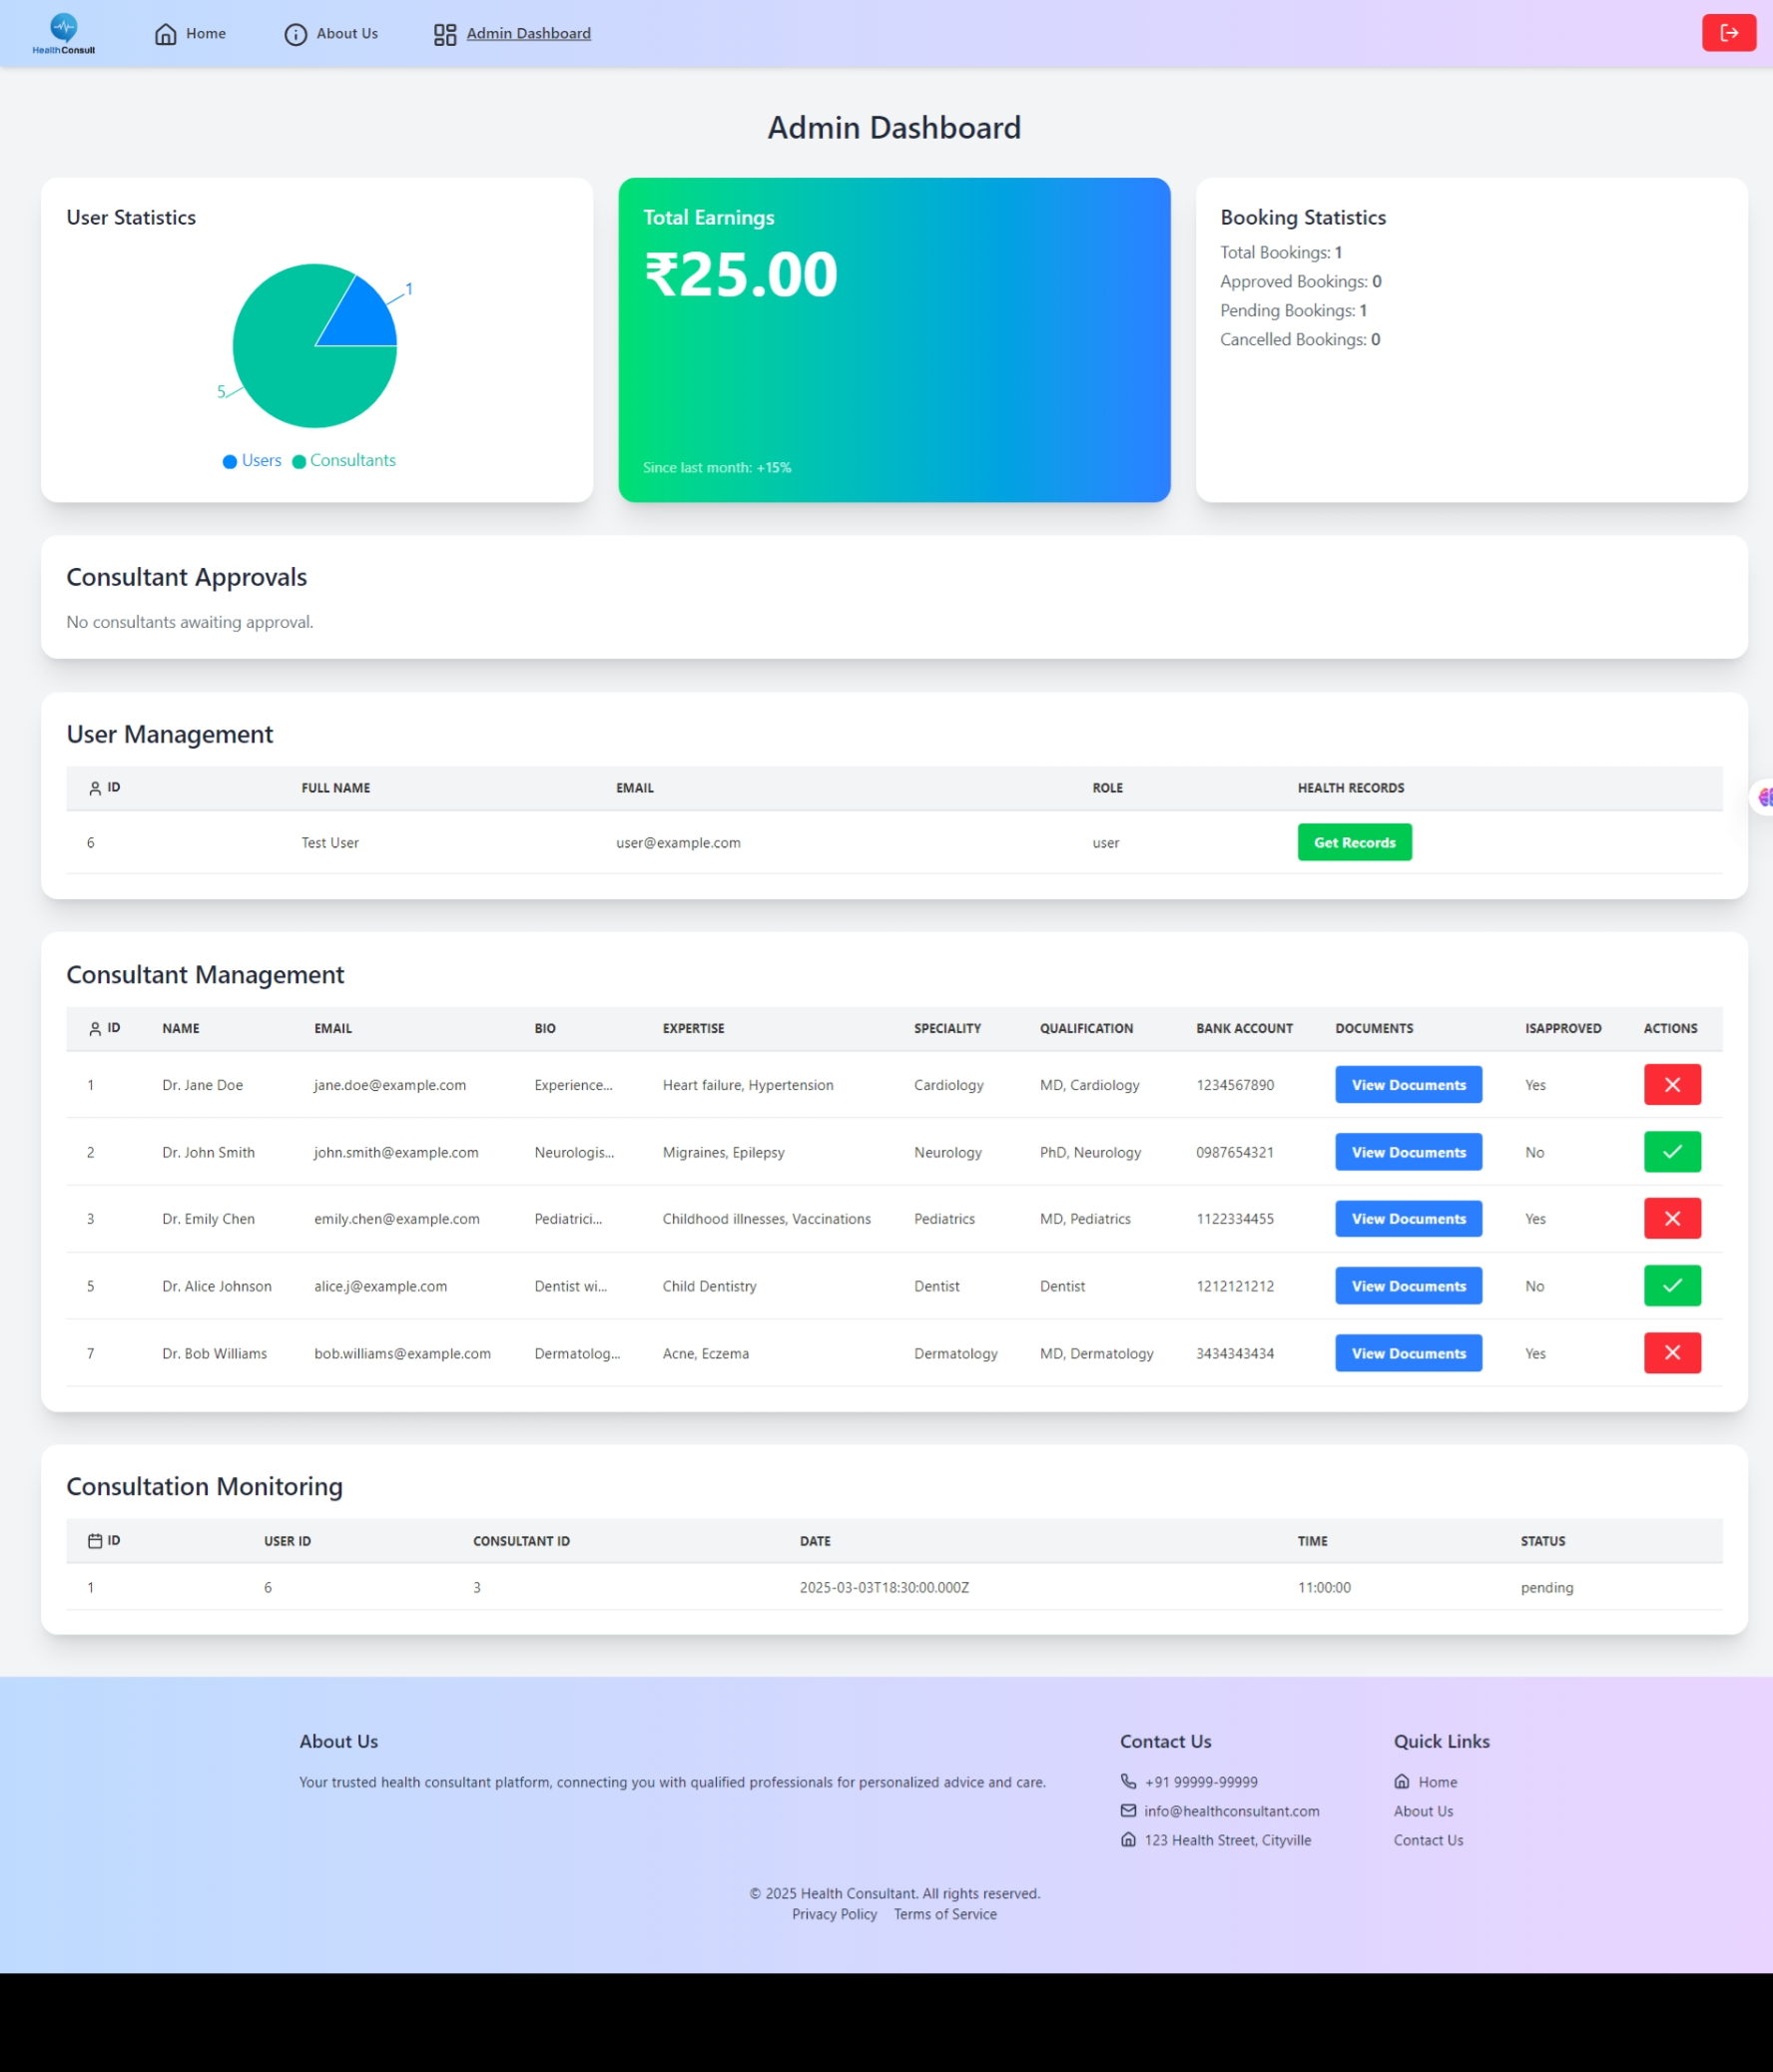 HealthConsult
Home
About Us
Admin Dashboard
Admin Dashboard
User Statistics
1
5
Users
Consultants
Total Earnings
₹25.00
Since last month: +15%
Booking Statistics
Total Bookings: 1
Approved Bookings: 0
Pending Bookings: 1
Cancelled Bookings: 0
Consultant Approvals
No consultants awaiting approval.
User Management
ID FULL NAME EMAIL ROLE HEALTH RECORDS
6 Test User user@example.com user Get Records
Consultant Management
ID NAME EMAIL BIO EXPERTISE SPECIALITY QUALIFICATION BANK ACCOUNT DOCUMENTS ISAPPROVED ACTIONS
1 Dr. Jane Doe jane.doe@example.com Experience... Heart failure, Hypertension Cardiology MD, Cardiology 1234567890 View Documents Yes
2 Dr. John Smith john.smith@example.com Neurologis... Migraines, Epilepsy Neurology PhD, Neurology 0987654321 View Documents No
3 Dr. Emily Chen emily.chen@example.com Pediatrici... Childhood illnesses, Vaccinations Pediatrics MD, Pediatrics 1122334455 View Documents Yes
5 Dr. Alice Johnson alice.j@example.com Dentist wi... Child Dentistry Dentist Dentist 1212121212 View Documents No
7 Dr. Bob Williams bob.williams@example.com Dermatolog... Acne, Eczema Dermatology MD, Dermatology 3434343434 View Documents Yes
Consultation Monitoring
ID USER ID CONSULTANT ID DATE TIME STATUS
1 6 3 2025-03-03T18:30:00.000Z 11:00:00 pending
About Us
Your trusted health consultant platform, connecting you with qualified professionals for personalized advice and care.
Contact Us
+91 99999-99999
info@healthconsultant.com
123 Health Street, Cityville
Quick Links
Home
About Us
Contact Us
© 2025 Health Consultant. All rights reserved.
Privacy Policy Terms of Service